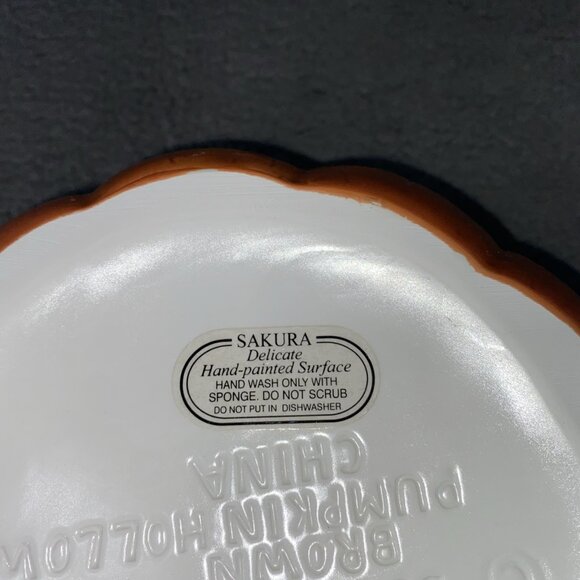 SAKURA
Delicate
Hand-painted Surface
HAND WASH ONLY WITH
SPONGE. DO NOT SCRUB
DO NOT PUT IN DISHWASHER
BROWN
PUMPKIN HOLLOW
CHINA